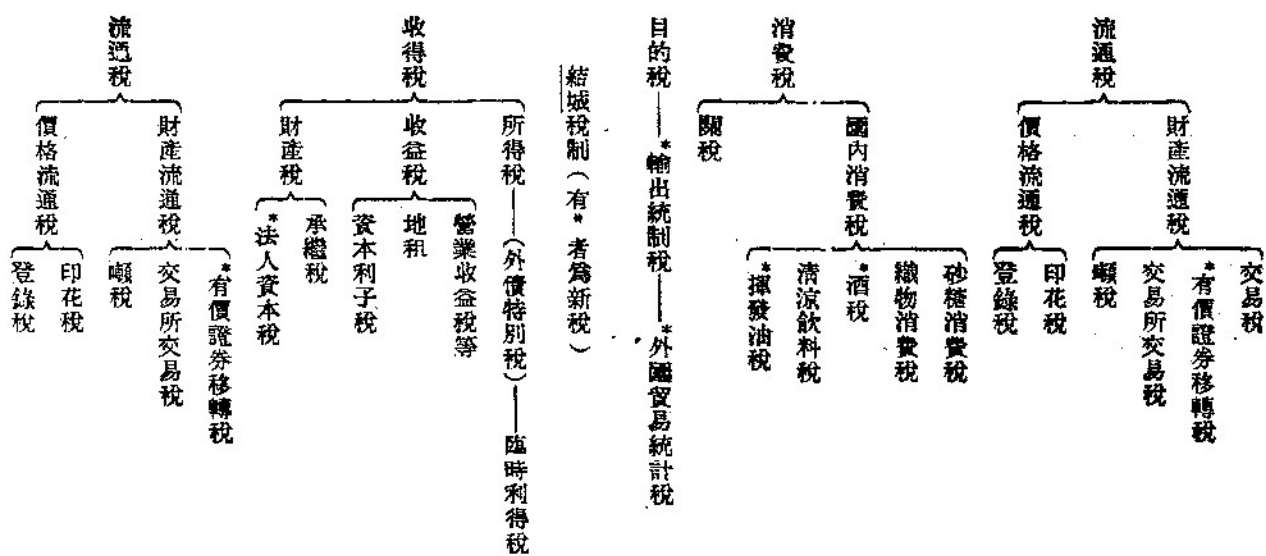 流通稅
財產流通稅
交易稅
*有價證券移轉稅
交易所交易稅
噸稅
價格流通稅
印花稅
登錄稅
消費稅
國內消費稅
砂糖消費稅
織物消費稅
*酒稅
清涼飲料稅
*揮發油稅
關稅
目的稅——*輸出統制稅——*外國貿易統計稅
結城稅制（有*者爲新稅）
收得稅
所得稅——（外債特別稅）——臨時利得稅
收益稅
營業收益稅等
地租
資本利子稅
財產稅
承繼稅
*法人資本稅
流通稅
財產流通稅
*有價證券移轉稅
交易所交易稅
噸稅
價格流通稅
印花稅
登錄稅